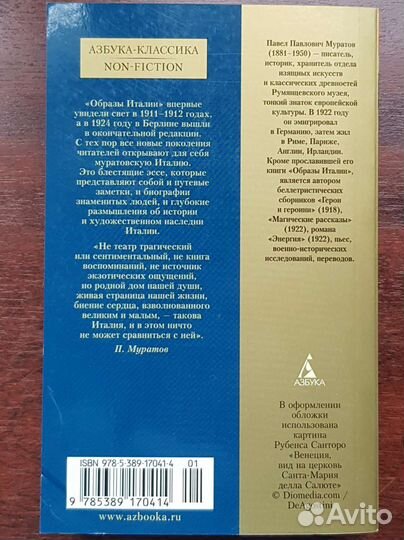 АЗБУКА-КЛАССИКА
NON-FICTION
«Образы Италии» впервые
увидели свет в 1911–1912 годах,
а в 1924 году в Берлине вышли
в окончательной редакции.
С тех пор все новые поколения
читателей открывают для себя
муратовскую Италию.
Это блестящие эссе, которые
представляют собой и путевые
заметки, и биографии
знаменитых людей, и глубокие
размышления об истории
и художественном наследии
Италии.
«Не театр трагический
или сентиментальный, не книга
воспоминаний, не источник
экзотических ощущений,
но родной дом нашей души,
живая страница нашей жизни,
биение сердца, взволнованного
великим и малым, — такова
Италия, и в этом ничто
не может сравниться с ней».
П. Муратов
ISBN 978-5-389-17041-4
01
9 785389 170414
www.azbooka.ru
Павел Павлович Муратов
(1881–1950) — писатель,
историк, хранитель отдела
изящных искусств
и классических древностей
Румянцевского музея,
тонкий знаток европейской
культуры. В 1922 году
он эмигрировал
в Германию, затем жил
в Риме, Париже,
Англии, Ирландии.
Кроме прославившей его
книги «Образы Италии»,
является автором
беллетристических
сборников «Герои
и героини» (1918),
«Магические рассказы»
(1922), романа
«Эгерия» (1922), пьес,
военно-исторических
исследований, переводов.
АЗБУКА
В оформлении
обложки
использована
картина
Рубенса Санторо
«Венеция,
вид на церковь
Санта-Мария
делла Салюте»
© Diomedia.com /
DeAgostini
Avito